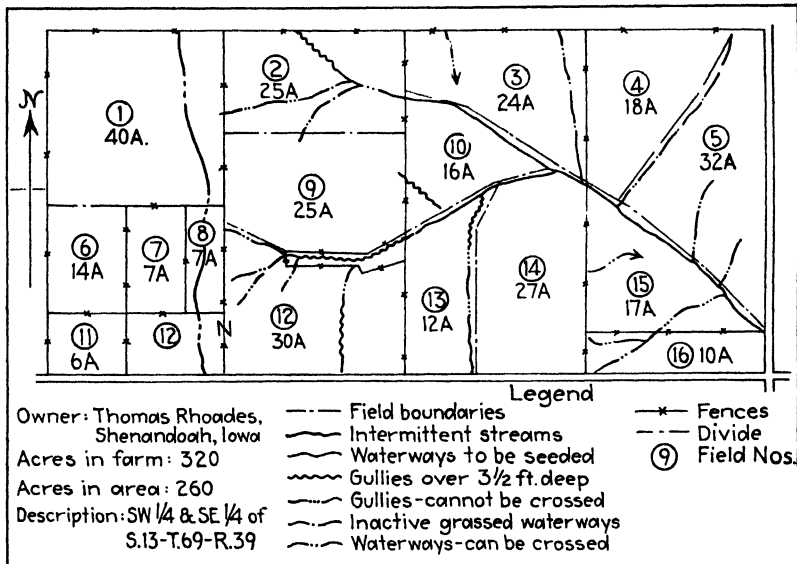 N
①
40A.
②
25A
③
24A
④
18A
⑤
32A
⑥
14A
⑦
7A
⑧
7A
⑨
25A
⑩
16A
⑪
6A
⑫
N
⑫
30A
⑬
12A
⑭
27A
⑮
17A
⑯ 10A
Legend
Owner: Thomas Rhoades,
Shenandoah, Iowa
Acres in farm: 320
Acres in area: 260
Description: SW 1/4 & SE 1/4 of
S.13-T.69-R.39
Field boundaries
Intermittent streams
Waterways to be seeded
Gullies over 3½ ft. deep
Gullies-cannot be crossed
Inactive grassed waterways
Waterways-can be crossed
Fences
Divide
⑨ Field Nos.